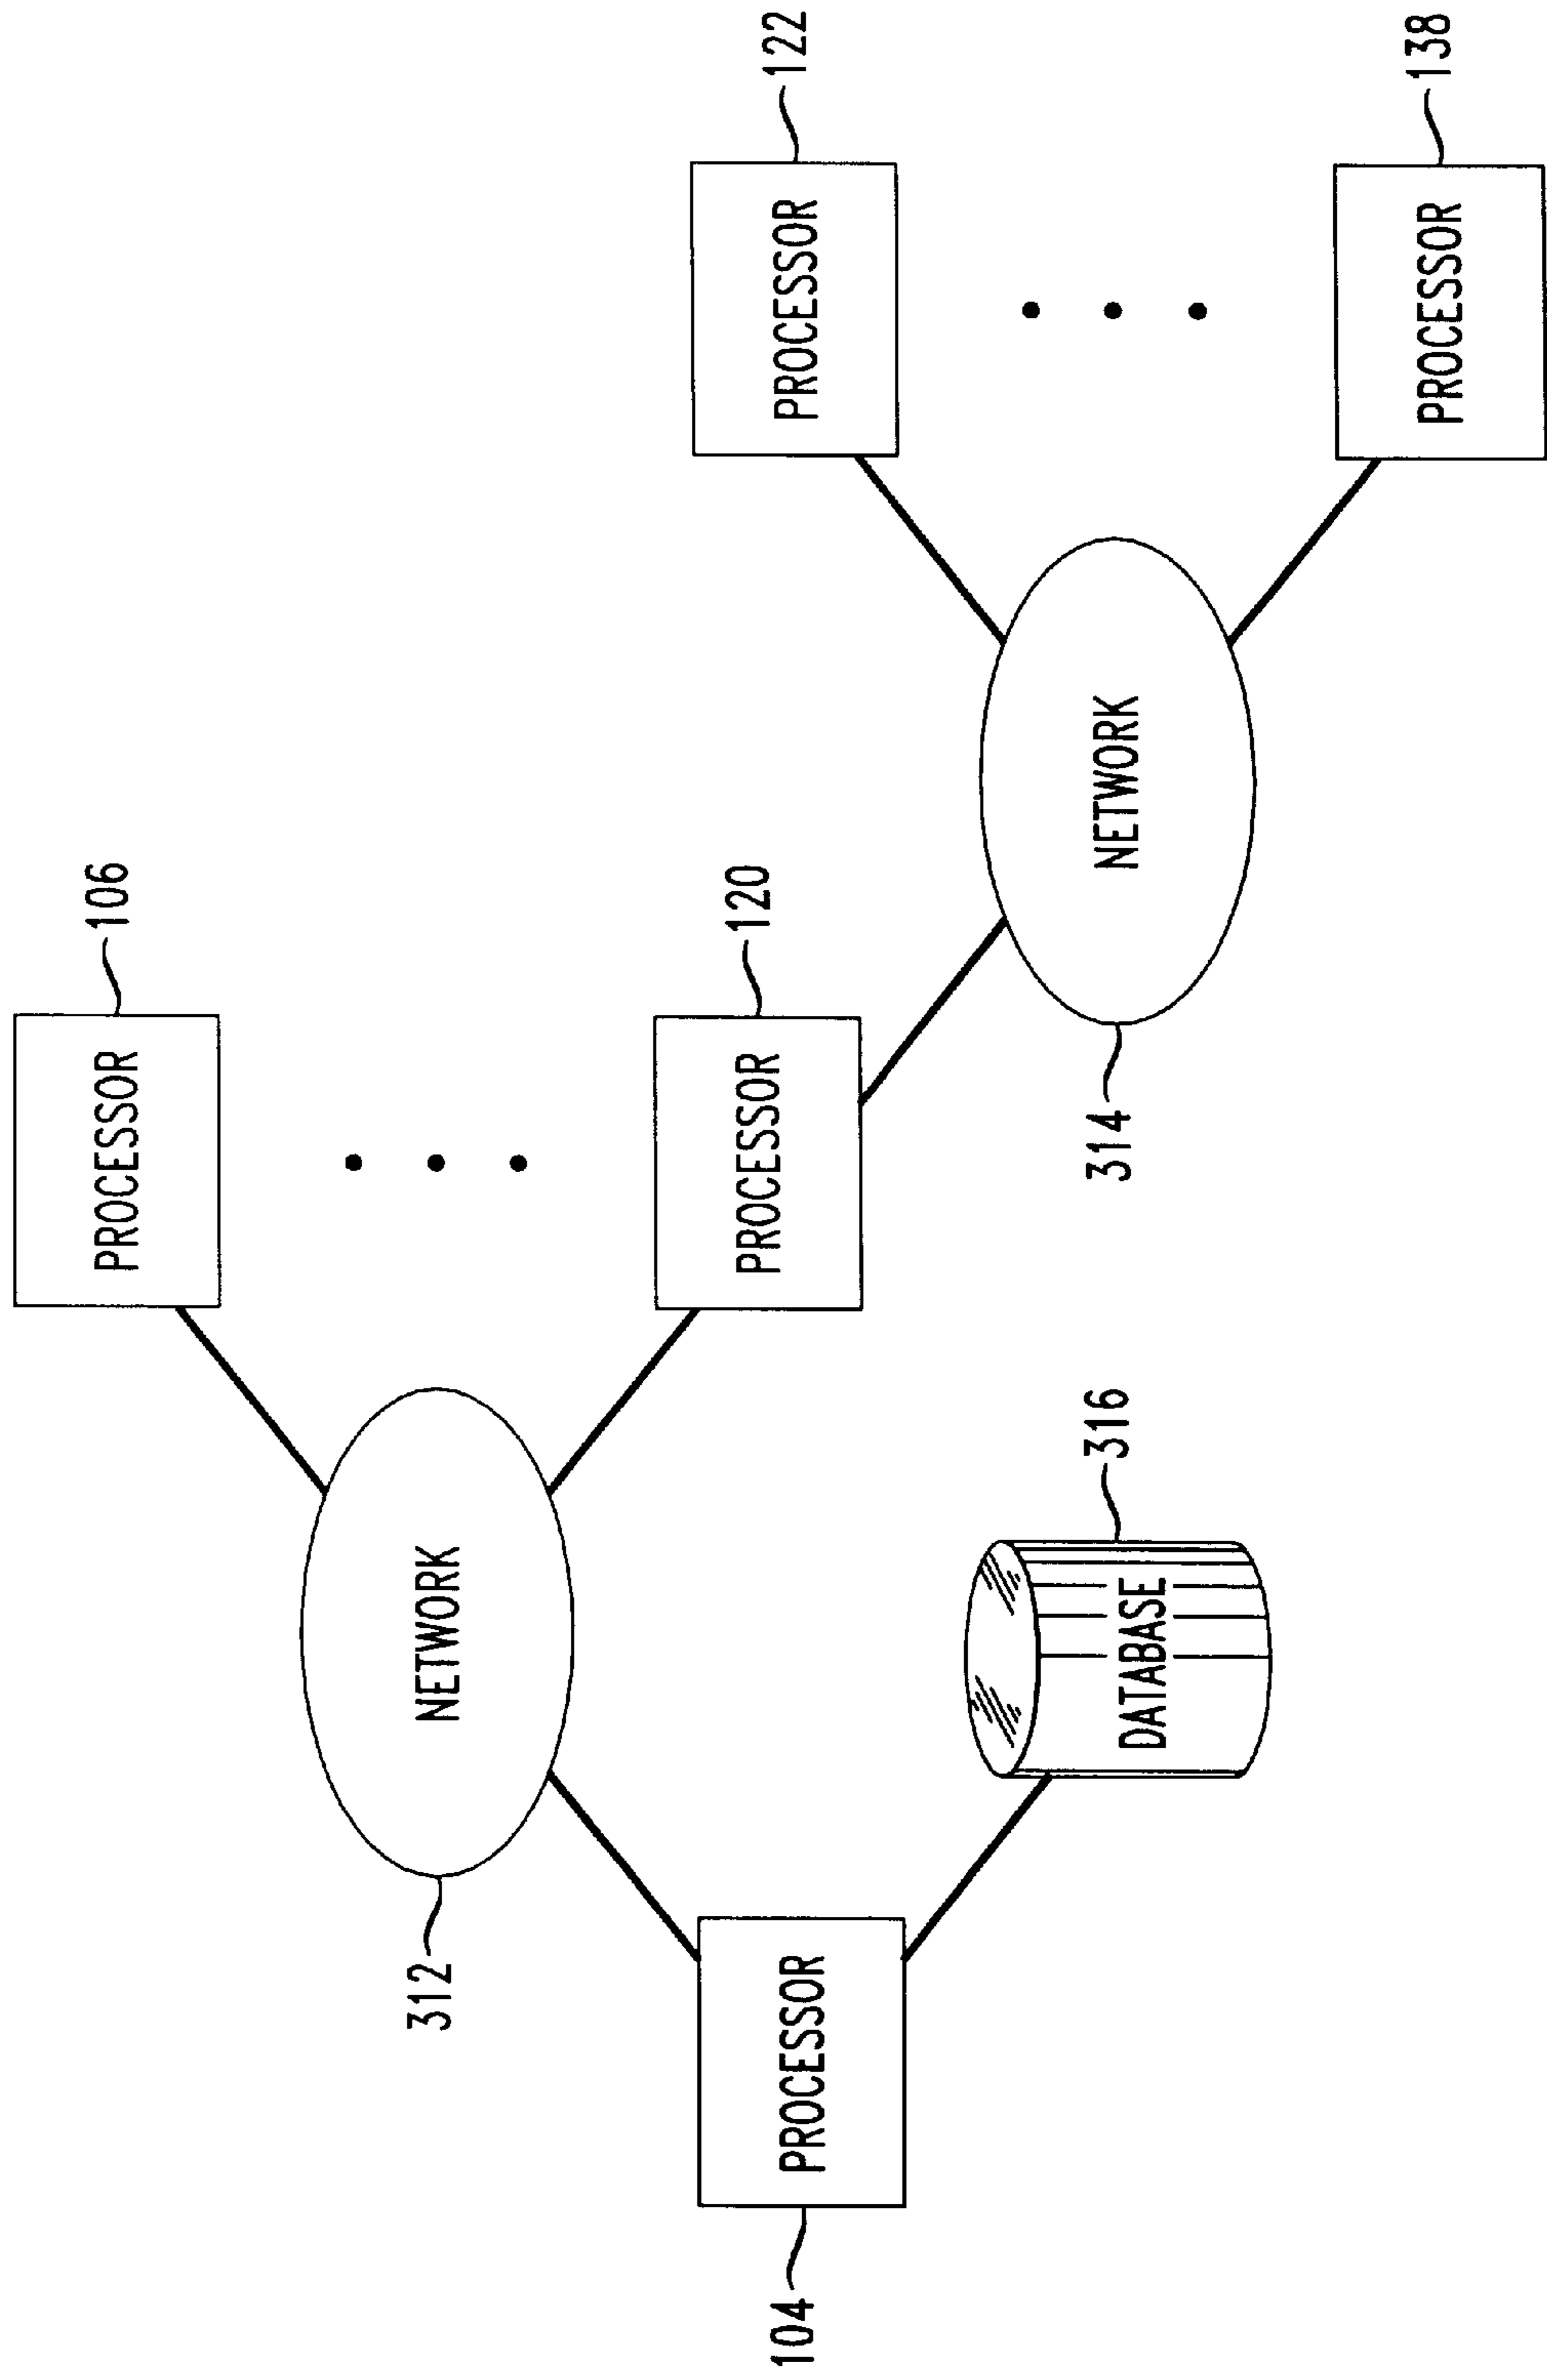 PROCESSOR
106
NETWORK
312
PROCESSOR
120
PROCESSOR
104
DATABASE
316
PROCESSOR
122
NETWORK
314
PROCESSOR
138